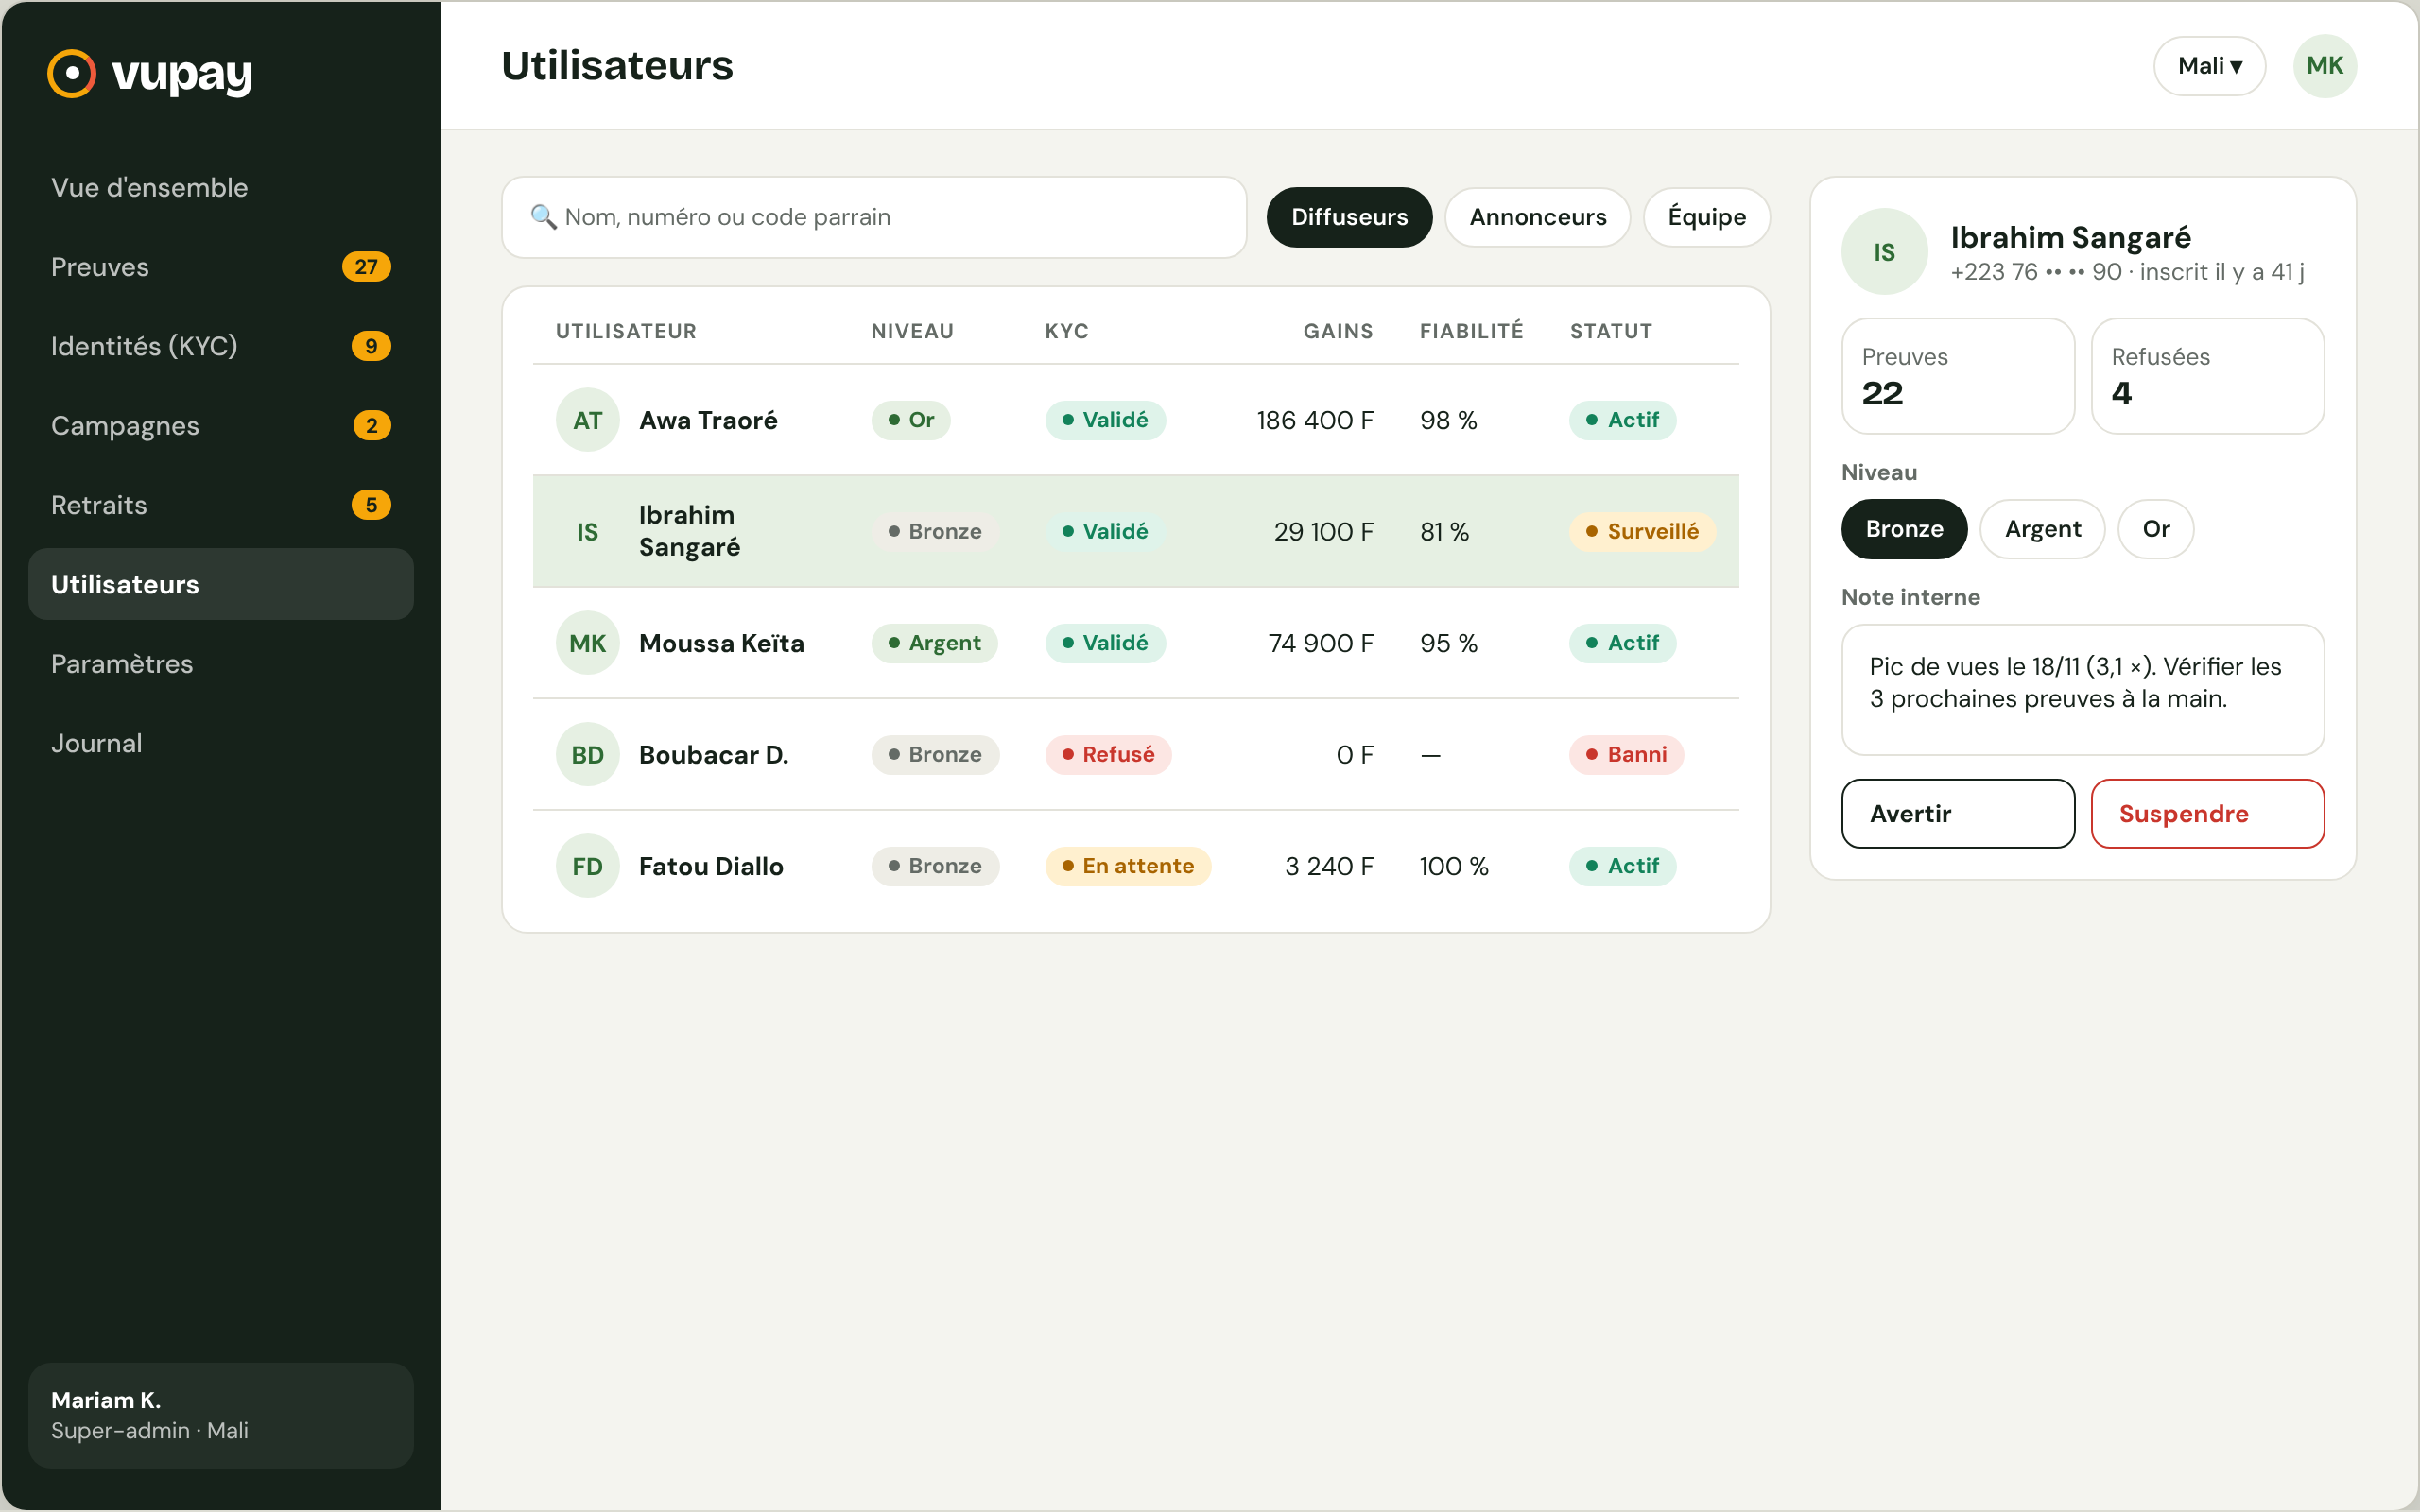 vupay
Vue d'ensemble
Preuves 27
Identités (KYC) 9
Campagnes 2
Retraits 5
Utilisateurs
Paramètres
Journal
Mariam K.
Super-admin · Mali
Utilisateurs
Mali ▾
MK
🔍 Nom, numéro ou code parrain
Diffuseurs
Annonceurs
Équipe
UTILISATEUR NIVEAU KYC GAINS FIABILITÉ STATUT
AT Awa Traoré Or Validé 186 400 F 98 % Actif
IS Ibrahim Sangaré Bronze Validé 29 100 F 81 % Surveillé
MK Moussa Keïta Argent Validé 74 900 F 95 % Actif
BD Boubacar D. Bronze Refusé 0 F — Banni
FD Fatou Diallo Bronze En attente 3 240 F 100 % Actif
IS
Ibrahim Sangaré
+223 76 •• •• 90 · inscrit il y a 41 j
Preuves
22
Refusées
4
Niveau
Bronze
Argent
Or
Note interne
Pic de vues le 18/11 (3,1 ×). Vérifier les
3 prochaines preuves à la main.
Avertir
Suspendre